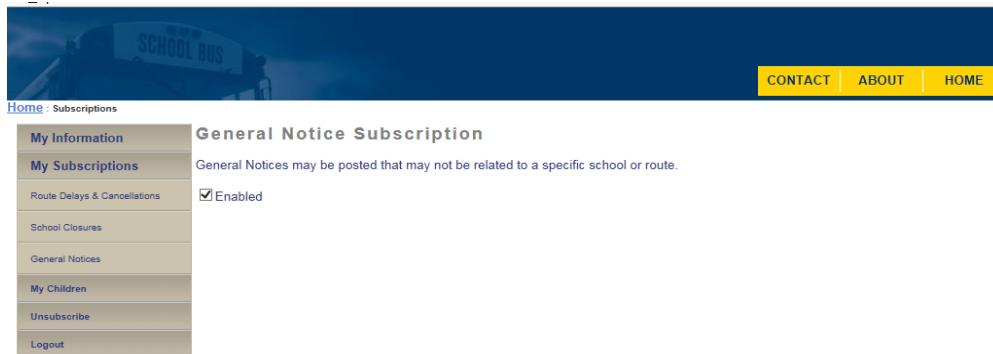 SCHOOL BUS
CONTACT ABOUT HOME
Home : Subscriptions
My Information
My Subscriptions
Route Delays & Cancellations
School Closures
General Notices
My Children
Unsubscribe
Logout
General Notice Subscription
General Notices may be posted that may not be related to a specific school or route.
Enabled